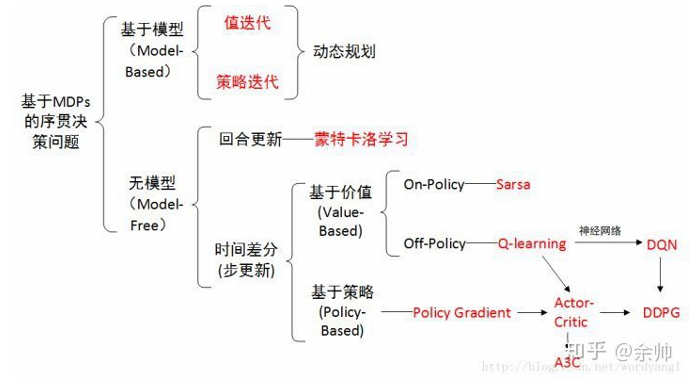 基于MDPs
的序贯决
策问题
基于模型
（Model-
Based）
值迭代
策略迭代
动态规划
无模型
（Model-
Free）
回合更新
蒙特卡洛学习
时间差分
(步更新)
基于价值
(Value-
Based)
On-Policy
Sarsa
Off-Policy
Q-learning
神经网络
DQN
基于策略
(Policy-
Based)
Policy Gradient
Actor-
Critic
DDPG
A3C
知乎 @余帅
http://blog.csdn.net/wordyang1